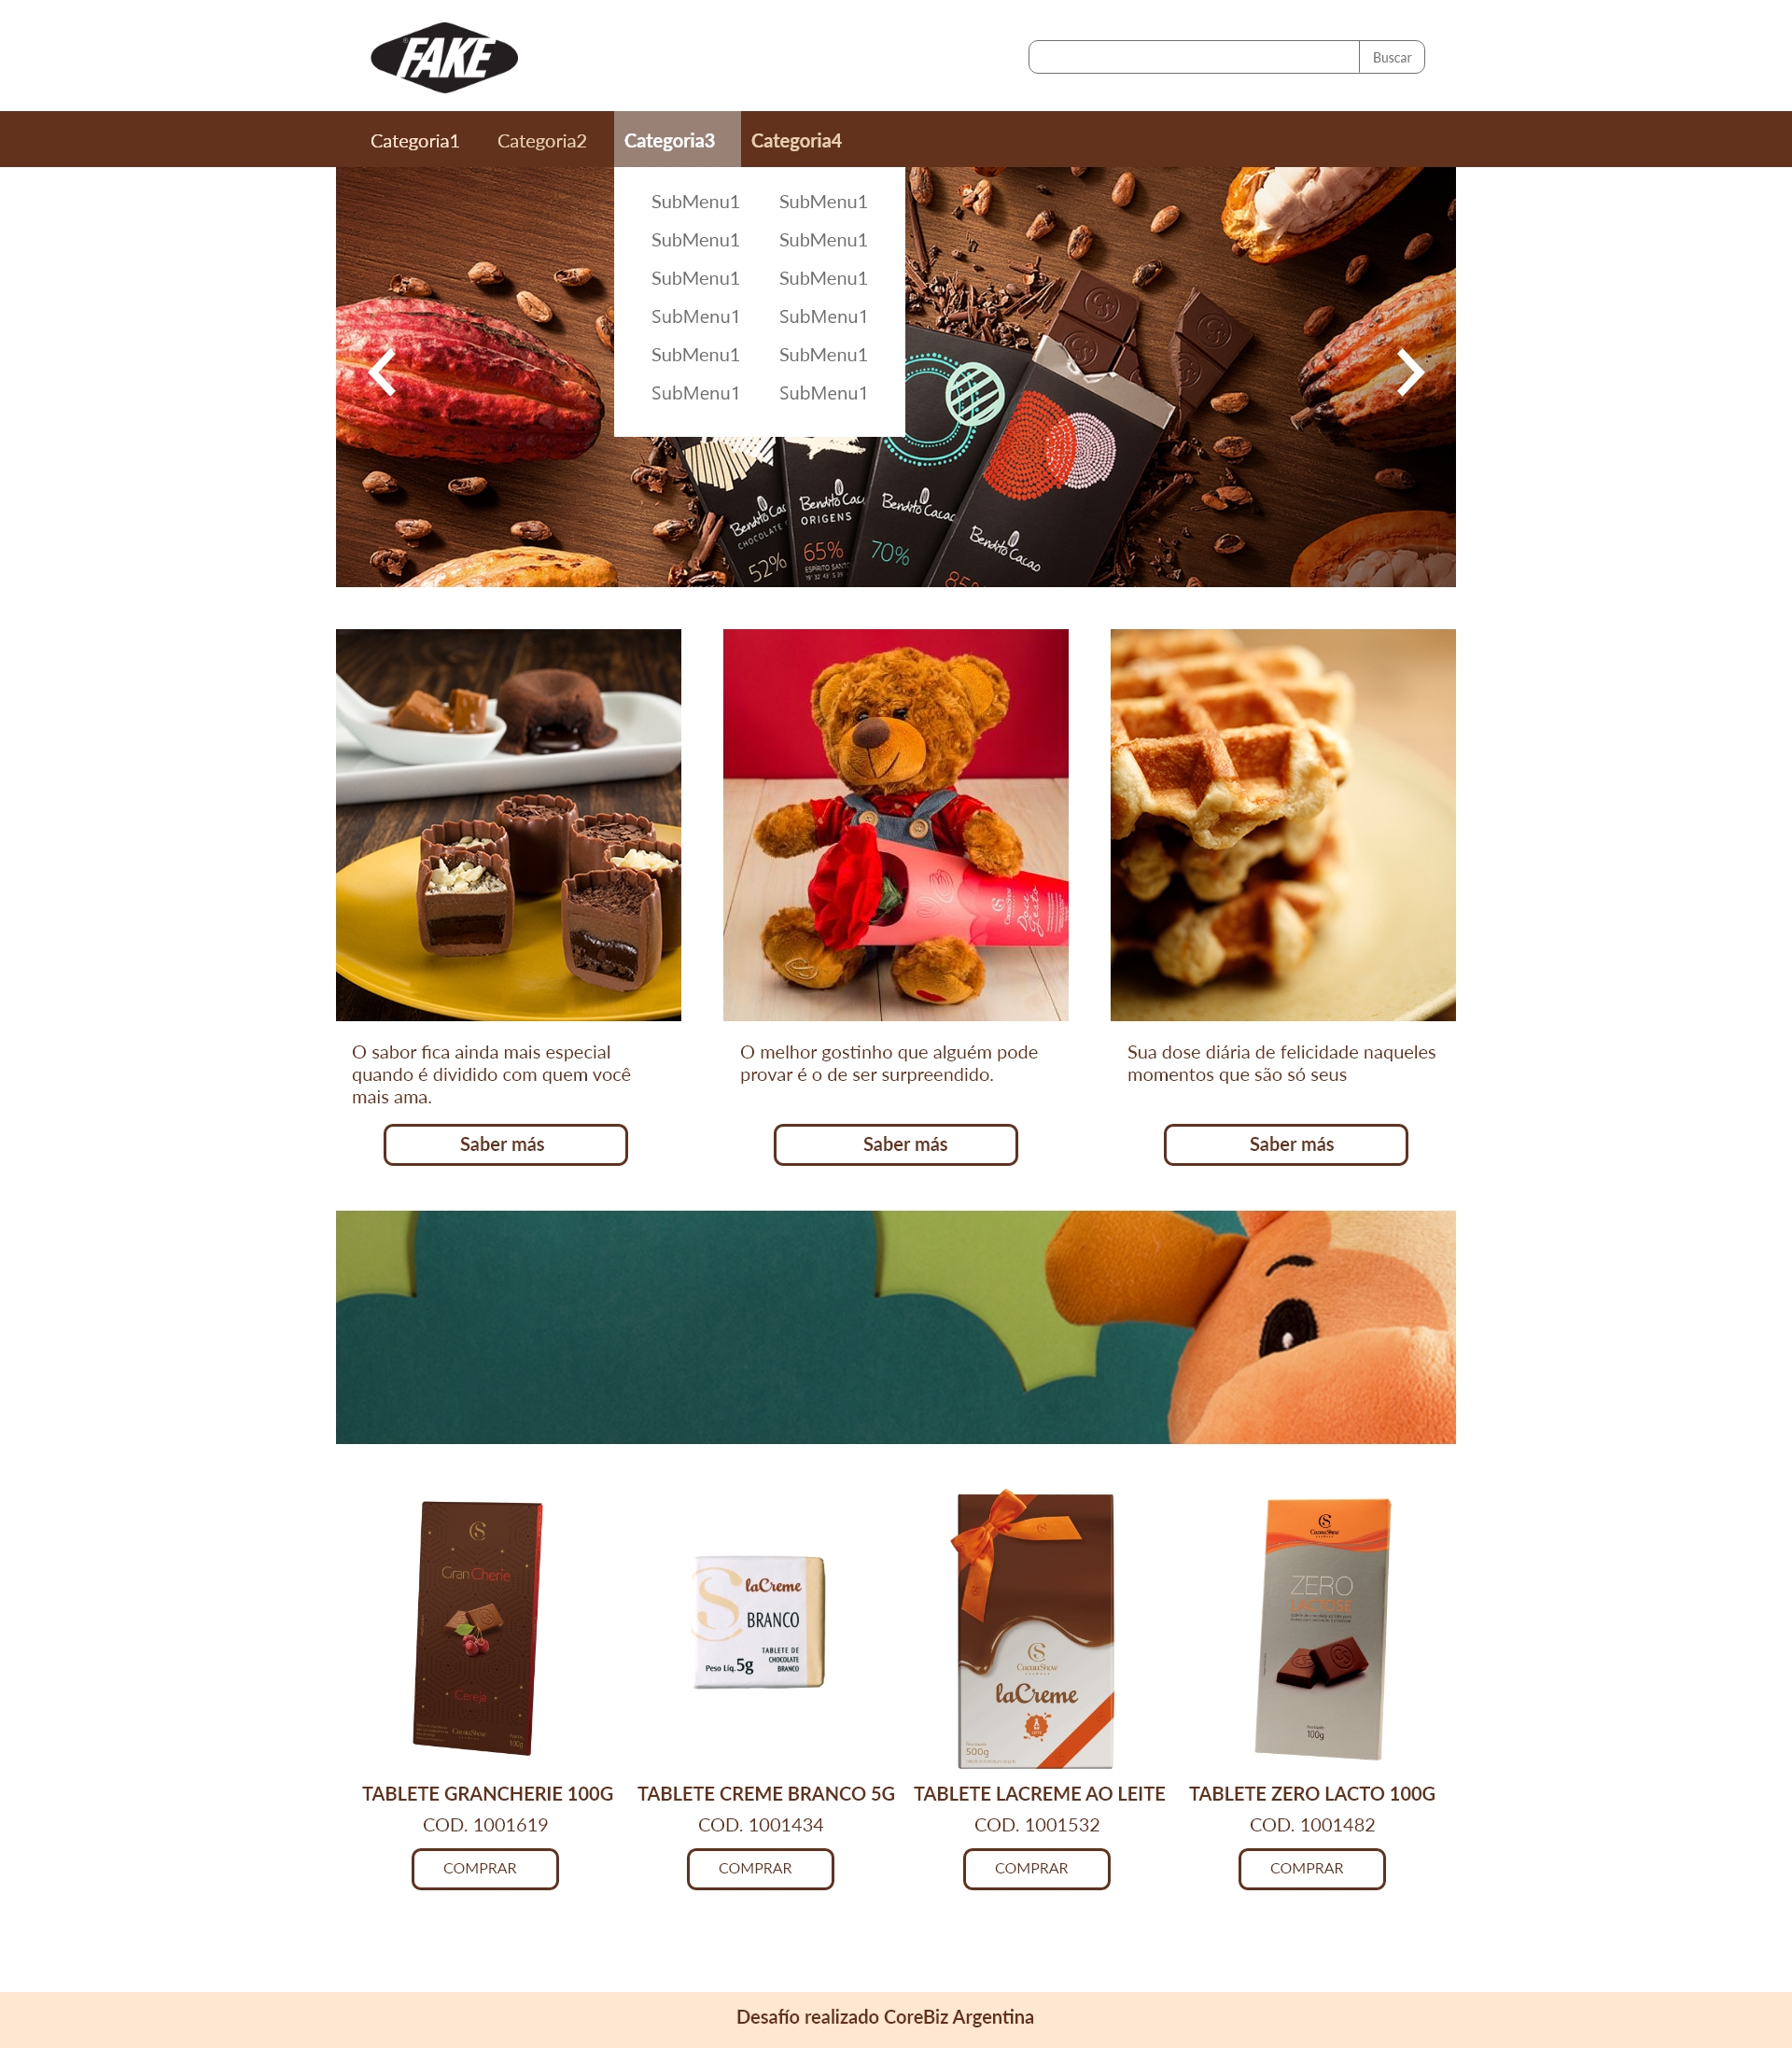 FAKE
Buscar
Categoria1 Categoria2 Categoria3 Categoria4
SubMenu1 SubMenu1
SubMenu1 SubMenu1
SubMenu1 SubMenu1
SubMenu1 SubMenu1
SubMenu1 SubMenu1
SubMenu1 SubMenu1
Bendito Cacau
CHOCOLATE
52%
Bendito Cacau
ORIGENS
65%
ESPÍRITO SANTO
Bendito Cacau
70%
Bendito Cacau
85%
CacauShow
Doce Gesto
O sabor fica ainda mais especial
quando é dividido com quem você
mais ama.
O melhor gostinho que alguém pode
provar é o de ser surpreendido.
Sua dose diária de felicidade naqueles
momentos que são só seus
Saber más Saber más Saber más
GranCherie
Cereja
CacauShow
100g
laCreme
BRANCO
TABLETE DE
CHOCOLATE
BRANCO
Peso Líq. 5g
CacauShow
laCreme
500g
CacauShow
ZERO
LACTOSE
100g
TABLETE GRANCHERIE 100G TABLETE CREME BRANCO 5G TABLETE LACREME AO LEITE TABLETE ZERO LACTO 100G
COD. 1001619 COD. 1001434 COD. 1001532 COD. 1001482
COMPRAR COMPRAR COMPRAR COMPRAR
Desafío realizado CoreBiz Argentina